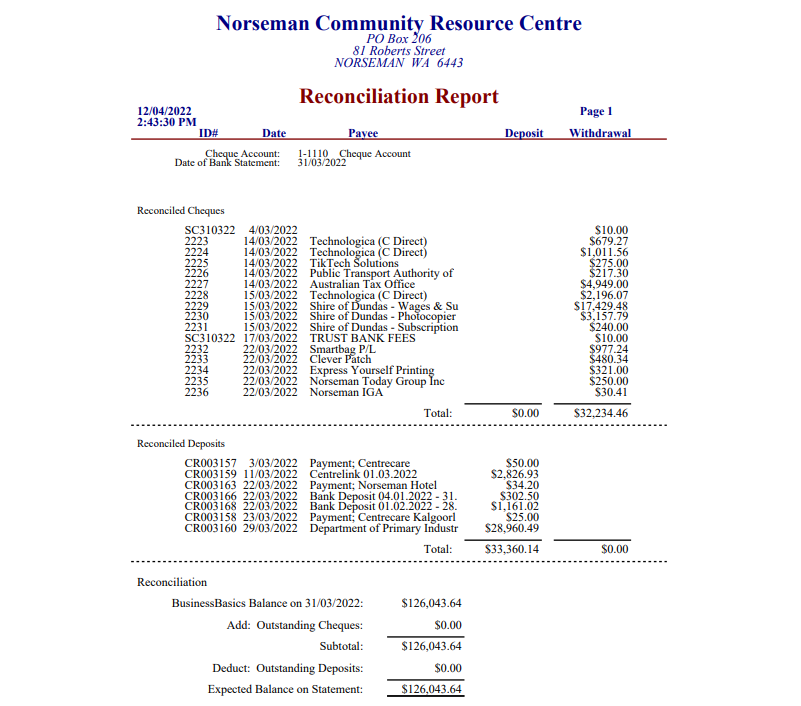 Norseman Community Resource Centre
PO Box 206
81 Roberts Street
NORSEMAN WA 6443
Reconciliation Report
12/04/2022 Page 1
2:43:30 PM
ID# Date Payee Deposit Withdrawal
Cheque Account: 1-1110 Cheque Account
Date of Bank Statement: 31/03/2022
Reconciled Cheques
SC310322 4/03/2022 $10.00
2223 14/03/2022 Technologica (C Direct) $679.27
2224 14/03/2022 Technologica (C Direct) $1,011.56
2225 14/03/2022 TikTech Solutions $275.00
2226 14/03/2022 Public Transport Authority of $217.30
2227 14/03/2022 Australian Tax Office $4,949.00
2228 15/03/2022 Technologica (C Direct) $2,196.07
2229 15/03/2022 Shire of Dundas - Wages & Su $17,429.48
2230 15/03/2022 Shire of Dundas - Photocopier $3,157.79
2231 15/03/2022 Shire of Dundas - Subscription $240.00
SC310322 17/03/2022 TRUST BANK FEES $10.00
2232 22/03/2022 Smartbag P/L $977.24
2233 22/03/2022 Clever Patch $480.34
2234 22/03/2022 Express Yourself Printing $321.00
2235 22/03/2022 Norseman Today Group Inc $250.00
2236 22/03/2022 Norseman IGA $30.41
Total: $0.00 $32,234.46
Reconciled Deposits
CR003157 3/03/2022 Payment; Centrecare $50.00
CR003159 11/03/2022 Centrelink 01.03.2022 $2,826.93
CR003163 22/03/2022 Payment; Norseman Hotel $34.20
CR003166 22/03/2022 Bank Deposit 04.01.2022 - 31. $302.50
CR003168 22/03/2022 Bank Deposit 01.02.2022 - 28. $1,161.02
CR003158 23/03/2022 Payment; Centrecare Kalgoorl $25.00
CR003160 29/03/2022 Department of Primary Industr $28,960.49
Total: $33,360.14 $0.00
Reconciliation
BusinessBasics Balance on 31/03/2022: $126,043.64
Add: Outstanding Cheques: $0.00
Subtotal: $126,043.64
Deduct: Outstanding Deposits: $0.00
Expected Balance on Statement: $126,043.64